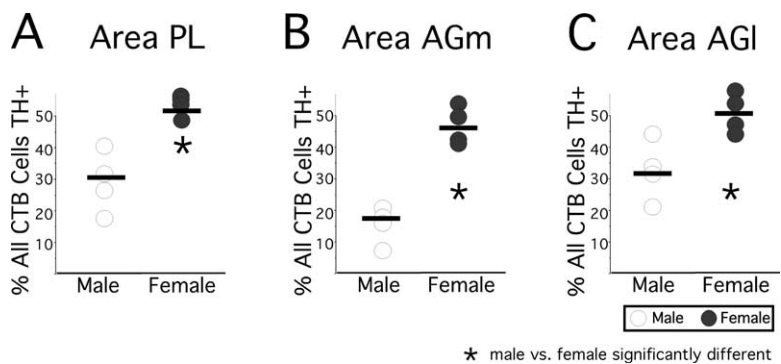 A Area PL
% All CTB Cells TH+
50
40
30
20
10
Male Female
*
B Area AGm
% All CTB Cells TH+
50
40
30
20
10
Male Female
*
C Area AGl
% All CTB Cells TH+
50
40
30
20
10
Male Female
*
Male Female
* male vs. female significantly different